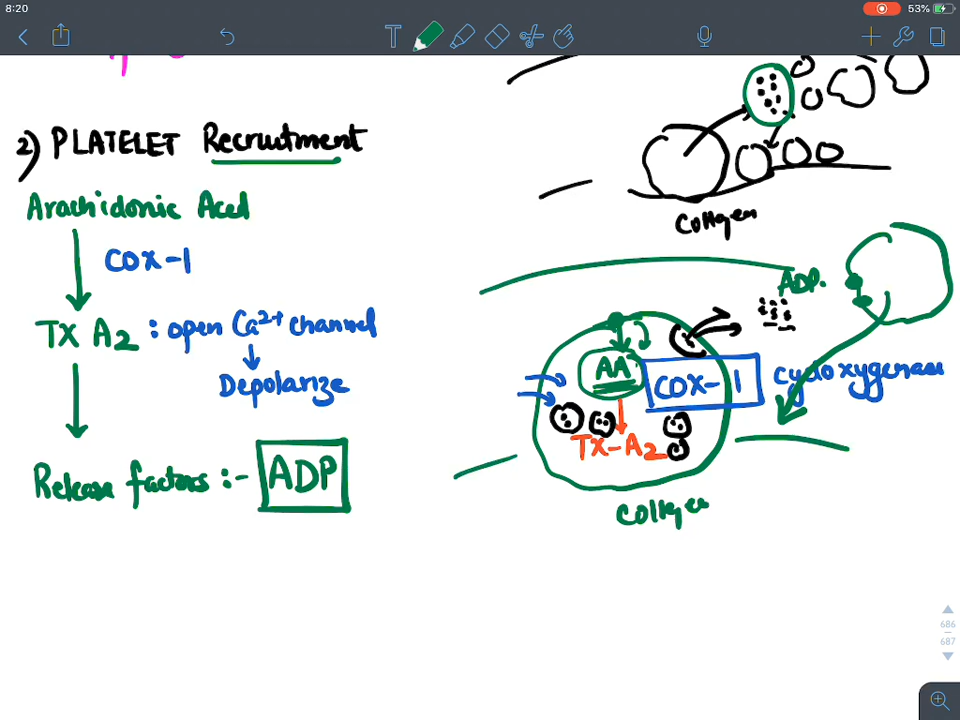 8:20
53%
T
2) PLATELET Recruitment
Arachidonic Acid
COX-1
TX A2 : open Ca2+ channel
Depolarize
Release factors :- ADP
Collagen
ADP.
AA
COX-1
cycloxygenase
TX-A2
Collagen
686
687